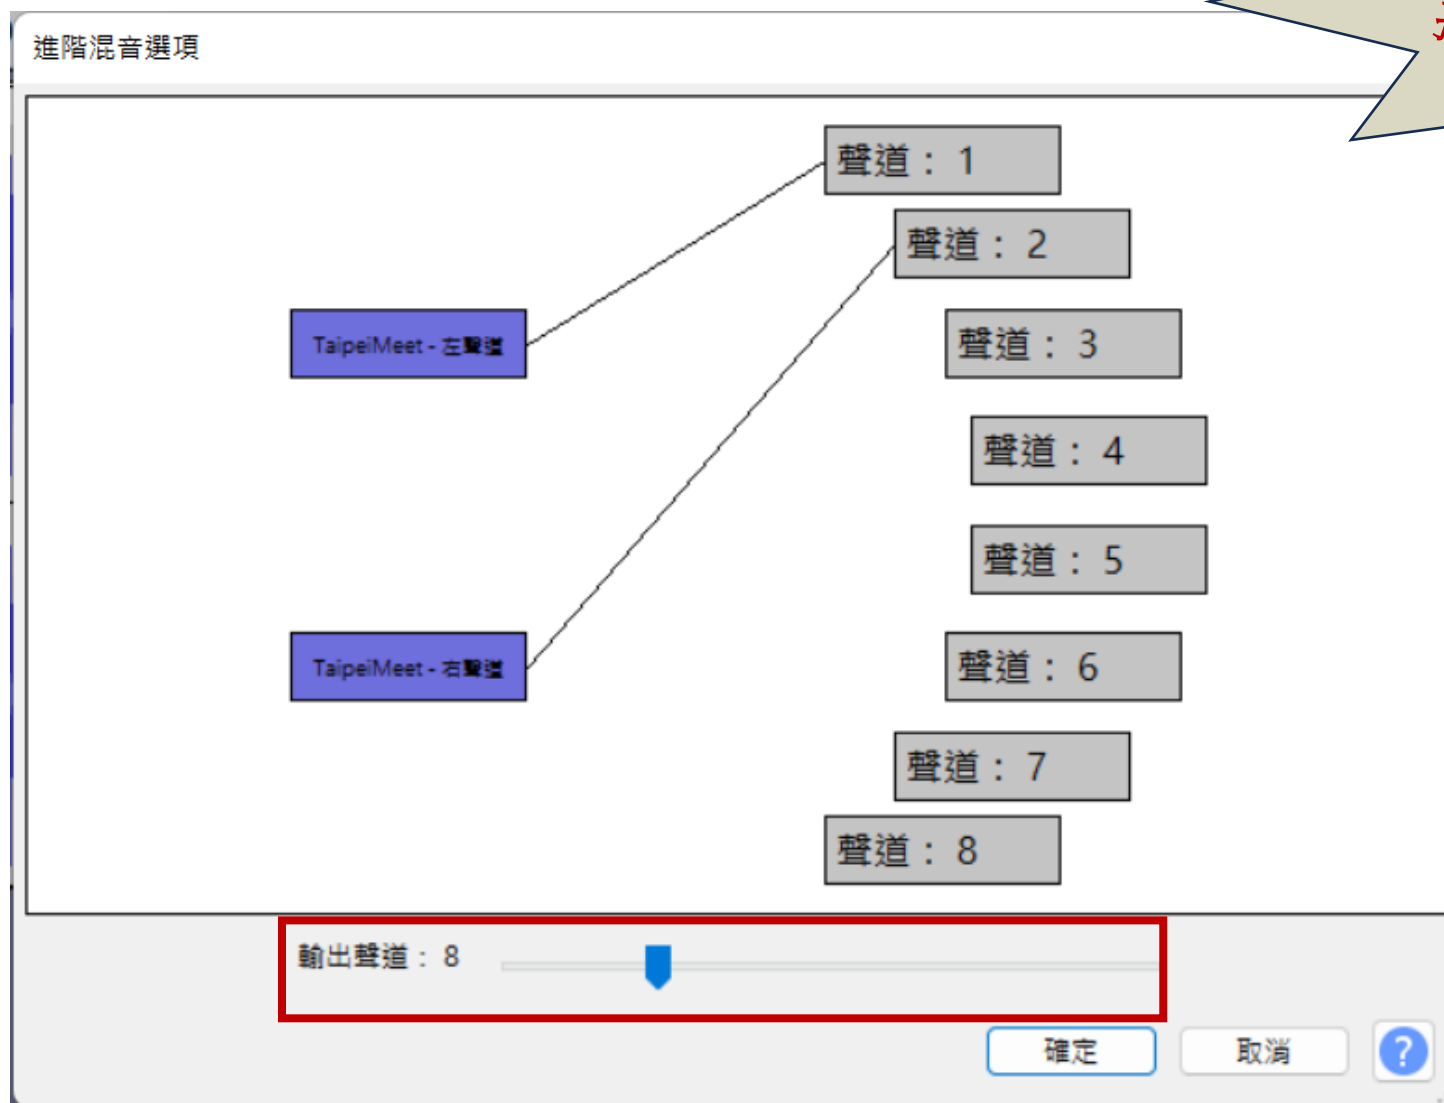 進階混音選項
聲道： 1
聲道： 2
TaipeiMeet - 左聲道
聲道： 3
聲道： 4
聲道： 5
TaipeiMeet - 右聲道
聲道： 6
聲道： 7
聲道： 8
輸出聲道： 8
確定
取消
?